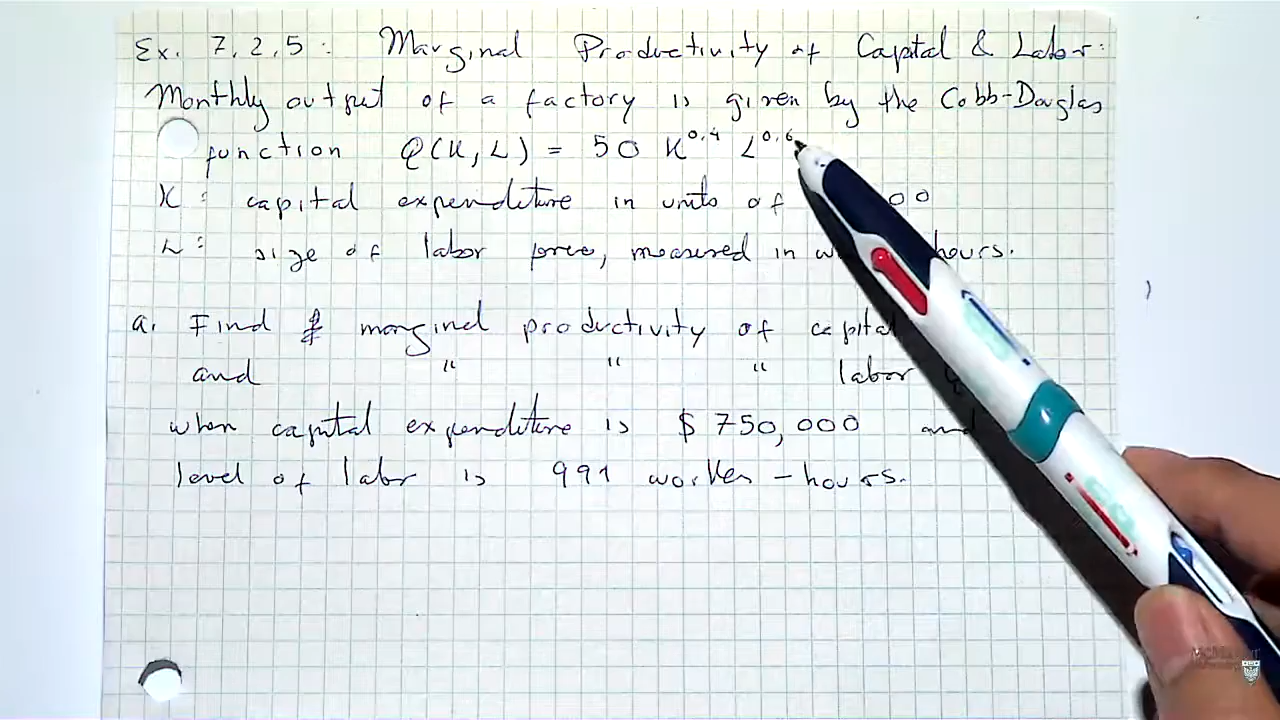 Ex. 7.2.5: Marginal Productivity of Capital & Labor:
Monthly output of a factory is given by the Cobb-Douglas
function Q(K, L) = 50 K^0.4 L^0.6
K: capital expenditure in units of 00
L: size of labor force, measured in hours.
a. Find marginal productivity of capital
and " " " labor
when capital expenditure is $ 750,000 and
level of labor is 991 worker-hours.